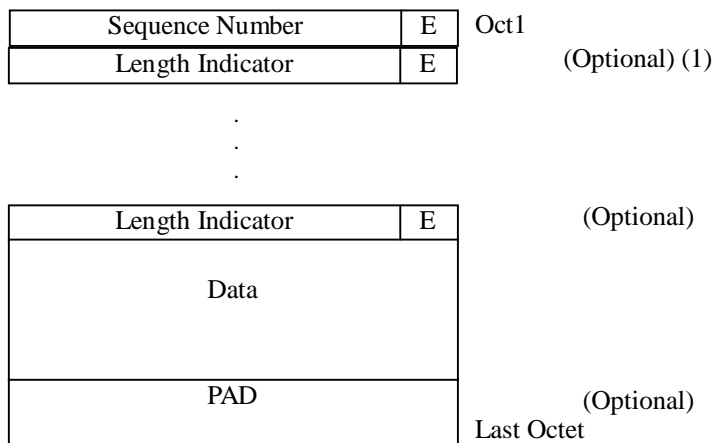 Sequence Number E Oct1
Length Indicator E (Optional) (1)
.
.
.
Length Indicator E (Optional)
Data
PAD (Optional)
Last Octet